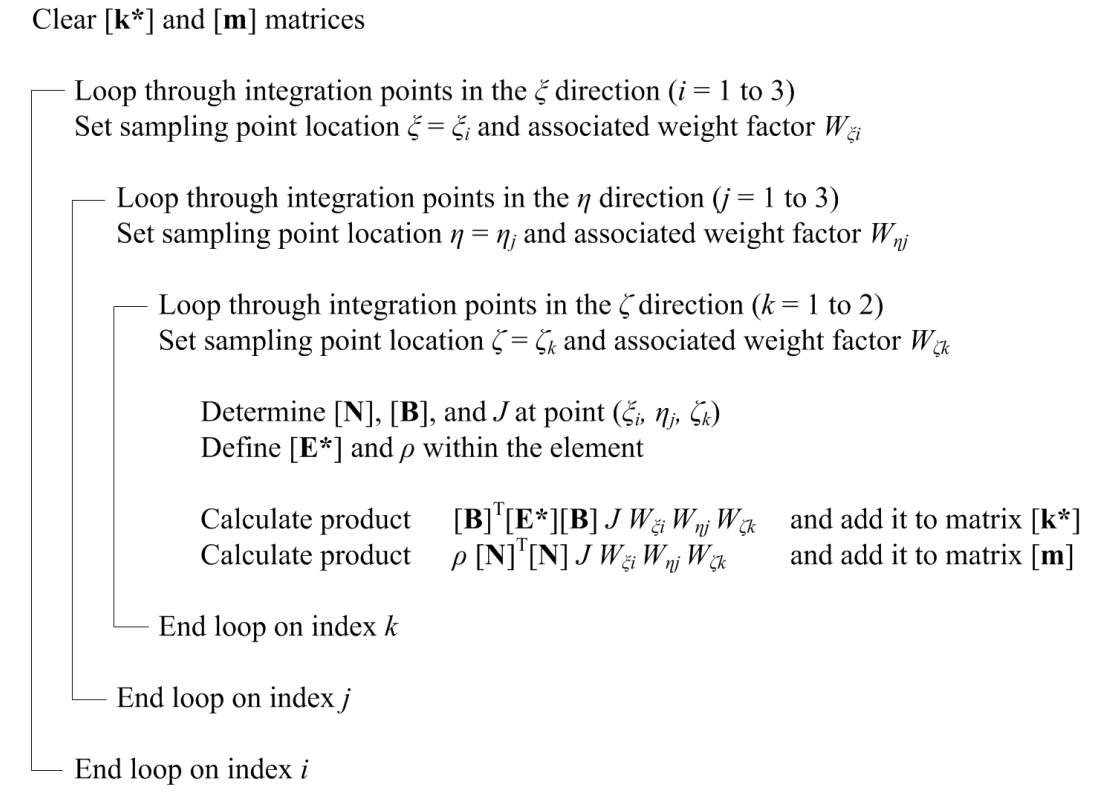 Clear [k*] and [m] matrices
Loop through integration points in the ξ direction (i = 1 to 3)
Set sampling point location ξ = ξi and associated weight factor Wξi
Loop through integration points in the η direction (j = 1 to 3)
Set sampling point location η = ηj and associated weight factor Wηj
Loop through integration points in the ζ direction (k = 1 to 2)
Set sampling point location ζ = ζk and associated weight factor Wζk
Determine [N], [B], and J at point (ξi, ηj, ζk)
Define [E*] and ρ within the element
Calculate product [B]T[E*][B] J Wξi Wηj Wζk and add it to matrix [k*]
Calculate product ρ [N]T[N] J Wξi Wηj Wζk and add it to matrix [m]
End loop on index k
End loop on index j
End loop on index i